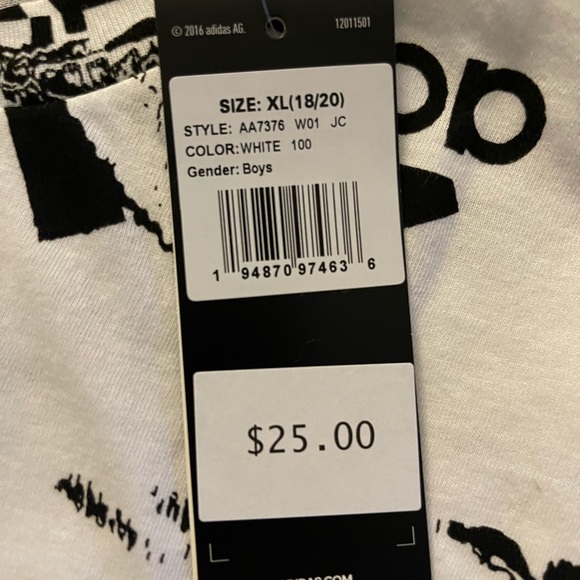 © 2016 adidas AG.
12011501
SIZE: XL(18/20)
STYLE: AA7376 W01 JC
COLOR:WHITE 100
Gender: Boys
1 94870 97463 6
$25.00